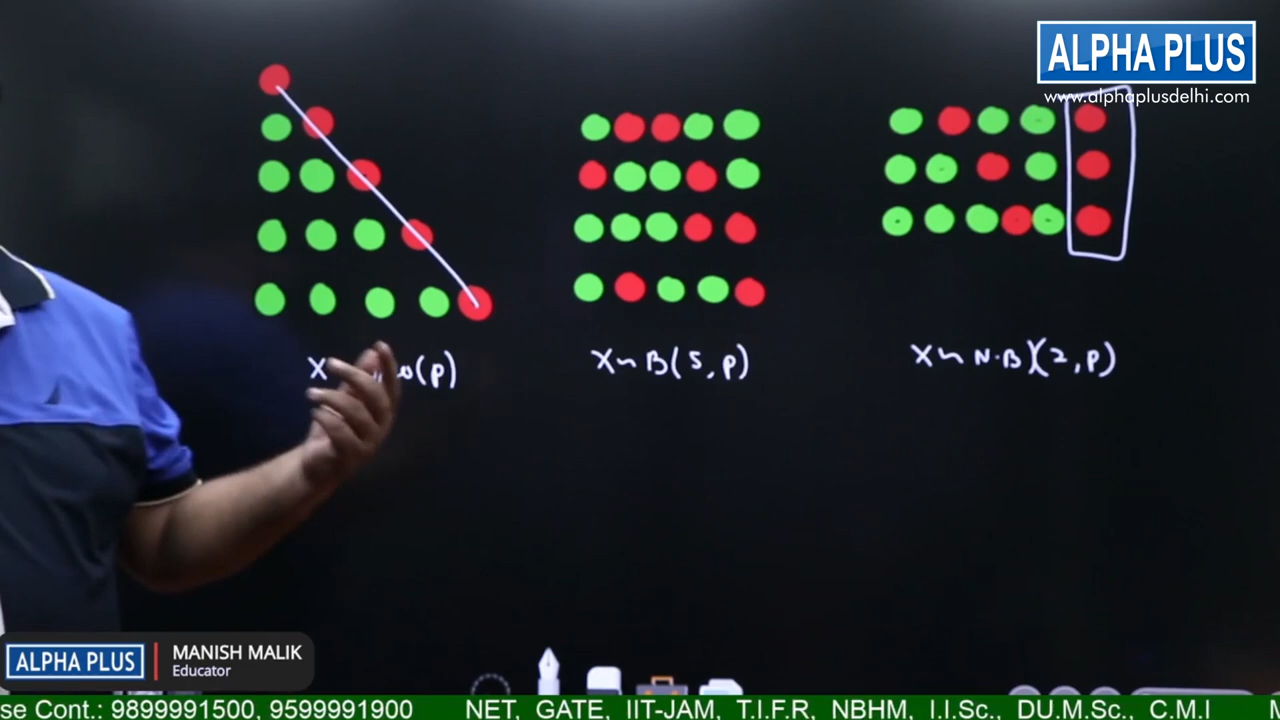 ALPHA PLUS
www.alphaplusdelhi.com
X ~ B(5, p)
X ~ N.B)(2, p)
ALPHA PLUS
MANISH MALIK
Educator
se Cont.: 9899991500, 9599991900 NET, GATE, IIT-JAM, T.I.F.R, NBHM, I.I.Sc., DU.M.Sc., C.M.I